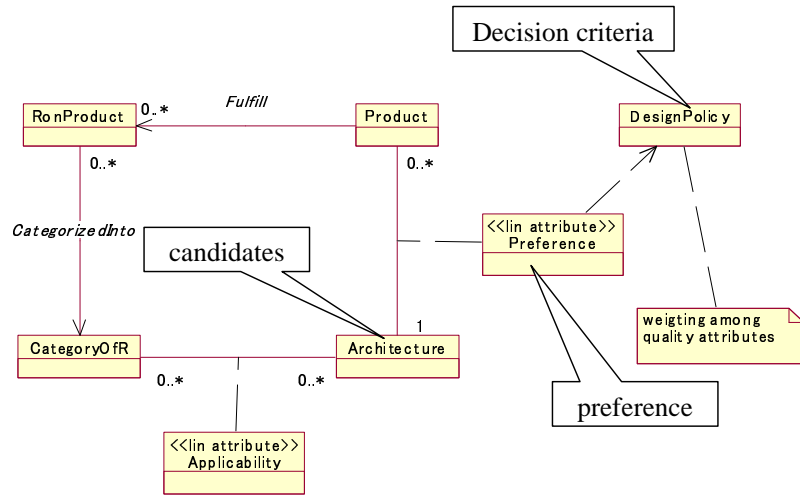 Decision criteria
RonProduct
0..*
Fulfill
Product
DesignPolicy
0..*
0..*
<<lin attribute>>
Preference
CategorizedInto
candidates
weigting among
quality attributes
1
CategoryOfR
Architecture
0..*
0..*
preference
<<lin attribute>>
Applicability